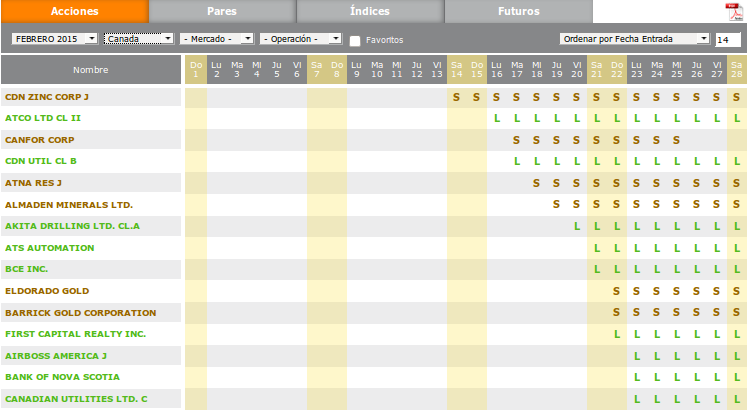 Acciones Pares Índices Futuros
FEBRERO 2015 Canada - Mercado - - Operación - Favoritos Ordenar por Fecha Entrada 14
Nombre Do Lu Ma Mi Ju Vi Sa Do Lu Ma Mi Ju Vi Sa Do Lu Ma Mi Ju Vi Sa Do Lu Ma Mi Ju Vi Sa
1 2 3 4 5 6 7 8 9 10 11 12 13 14 15 16 17 18 19 20 21 22 23 24 25 26 27 28
CDN ZINC CORP J S S S S S S S S S S S S S S S
ATCO LTD CL II L L L L L L L L L L L L L
CANFOR CORP S S S S S S S S S
CDN UTIL CL B L L L L L L L L L L L L
ATNA RES J S S S S S S S S S S S
ALMADEN MINERALS LTD. S S S S S S S S S S
AKITA DRILLING LTD. CL.A L L L L L L L L L
ATS AUTOMATION L L L L L L L L
BCE INC. L L L L L L L L
ELDORADO GOLD S S S S S S S
BARRICK GOLD CORPORATION S S S S S S S
FIRST CAPITAL REALTY INC. L L L L L L L
AIRBOSS AMERICA J L L L L L L
BANK OF NOVA SCOTIA L L L L L L
CANADIAN UTILITIES LTD. C L L L L L L